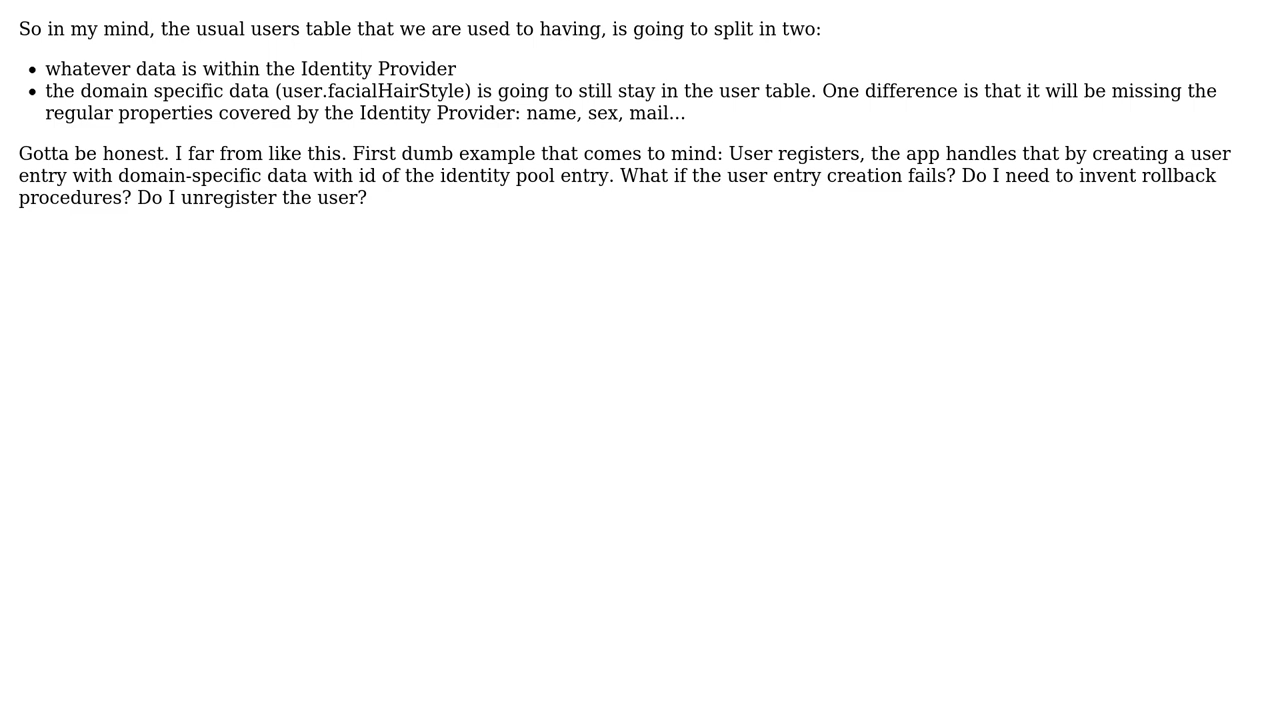 So in my mind, the usual users table that we are used to having, is going to split in two:
• whatever data is within the Identity Provider
• the domain specific data (user.facialHairStyle) is going to still stay in the user table. One difference is that it will be missing the
regular properties covered by the Identity Provider: name, sex, mail...
Gotta be honest. I far from like this. First dumb example that comes to mind: User registers, the app handles that by creating a user
entry with domain-specific data with id of the identity pool entry. What if the user entry creation fails? Do I need to invent rollback
procedures? Do I unregister the user?